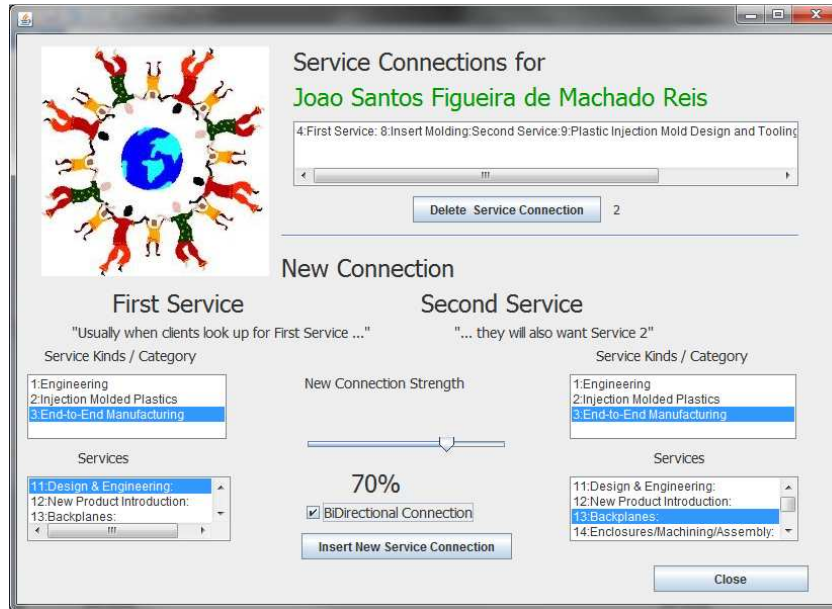 Service Connections for
Joao Santos Figueira de Machado Reis
4:First Service: 8:Insert Molding:Second Service:9:Plastic Injection Mold Design and Tooling
Delete Service Connection 2
New Connection
First Service
Second Service
"Usually when clients look up for First Service ..."
"... they will also want Service 2"
Service Kinds / Category
1:Engineering
2:Injection Molded Plastics
3:End-to-End Manufacturing
Services
11:Design & Engineering:
12:New Product Introduction:
13:Backplanes:
New Connection Strength
70%
BiDirectional Connection
Insert New Service Connection
Service Kinds / Category
1:Engineering
2:Injection Molded Plastics
3:End-to-End Manufacturing
Services
11:Design & Engineering:
12:New Product Introduction:
13:Backplanes:
14:Enclosures/Machining/Assembly:
Close